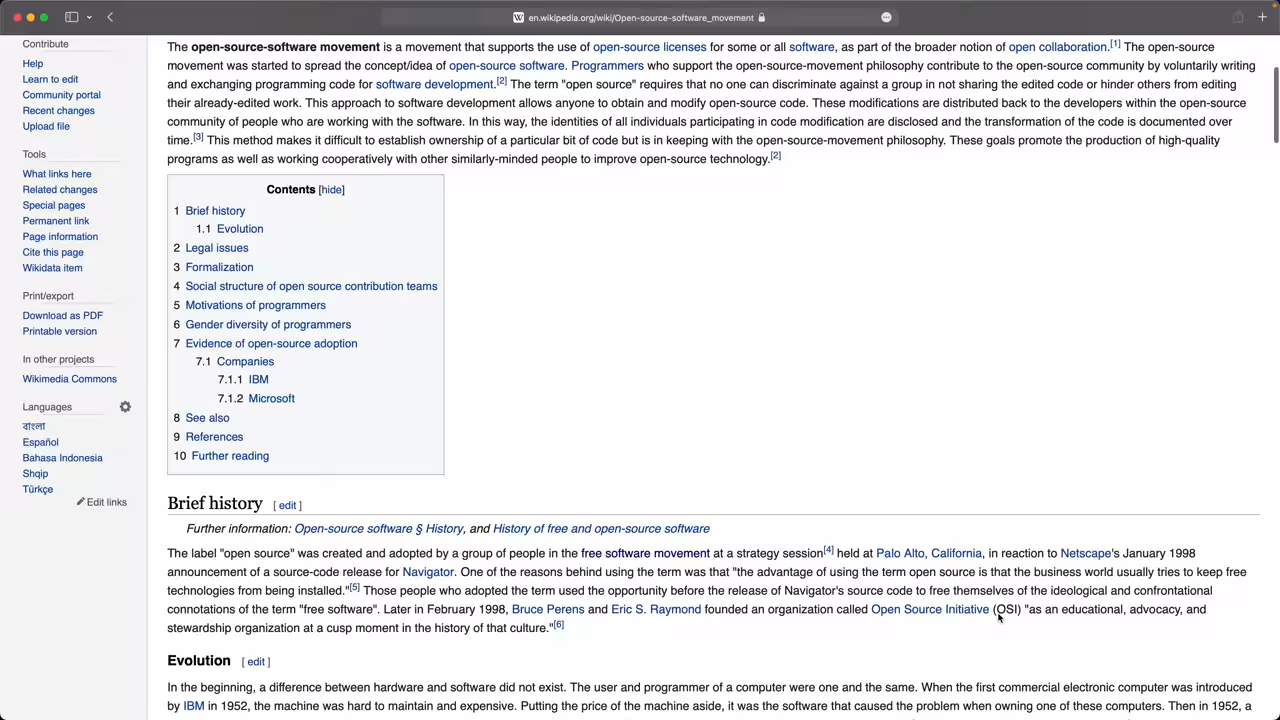 en.wikipedia.org/wiki/Open-source-software_movement
Contribute
Help
Learn to edit
Community portal
Recent changes
Upload file
Tools
What links here
Related changes
Special pages
Permanent link
Page information
Cite this page
Wikidata item
Print/export
Download as PDF
Printable version
In other projects
Wikimedia Commons
Languages
বাংলা
Español
Bahasa Indonesia
Shqip
Türkçe
Edit links
The open-source-software movement is a movement that supports the use of open-source licenses for some or all software, as part of the broader notion of open collaboration.[1] The open-source
movement was started to spread the concept/idea of open-source software. Programmers who support the open-source-movement philosophy contribute to the open-source community by voluntarily writing
and exchanging programming code for software development.[2] The term "open source" requires that no one can discriminate against a group in not sharing the edited code or hinder others from editing
their already-edited work. This approach to software development allows anyone to obtain and modify open-source code. These modifications are distributed back to the developers within the open-source
community of people who are working with the software. In this way, the identities of all individuals participating in code modification are disclosed and the transformation of the code is documented over
time.[3] This method makes it difficult to establish ownership of a particular bit of code but is in keeping with the open-source-movement philosophy. These goals promote the production of high-quality
programs as well as working cooperatively with other similarly-minded people to improve open-source technology.[2]
Contents [hide]
1 Brief history
1.1 Evolution
2 Legal issues
3 Formalization
4 Social structure of open source contribution teams
5 Motivations of programmers
6 Gender diversity of programmers
7 Evidence of open-source adoption
7.1 Companies
7.1.1 IBM
7.1.2 Microsoft
8 See also
9 References
10 Further reading
Brief history [ edit ]
Further information: Open-source software § History, and History of free and open-source software
The label "open source" was created and adopted by a group of people in the free software movement at a strategy session[4] held at Palo Alto, California, in reaction to Netscape's January 1998
announcement of a source-code release for Navigator. One of the reasons behind using the term was that "the advantage of using the term open source is that the business world usually tries to keep free
technologies from being installed."[5] Those people who adopted the term used the opportunity before the release of Navigator's source code to free themselves of the ideological and confrontational
connotations of the term "free software". Later in February 1998, Bruce Perens and Eric S. Raymond founded an organization called Open Source Initiative (OSI) "as an educational, advocacy, and
stewardship organization at a cusp moment in the history of that culture."[6]
Evolution [ edit ]
In the beginning, a difference between hardware and software did not exist. The user and programmer of a computer were one and the same. When the first commercial electronic computer was introduced
by IBM in 1952, the machine was hard to maintain and expensive. Putting the price of the machine aside, it was the software that caused the problem when owning one of these computers. Then in 1952, a